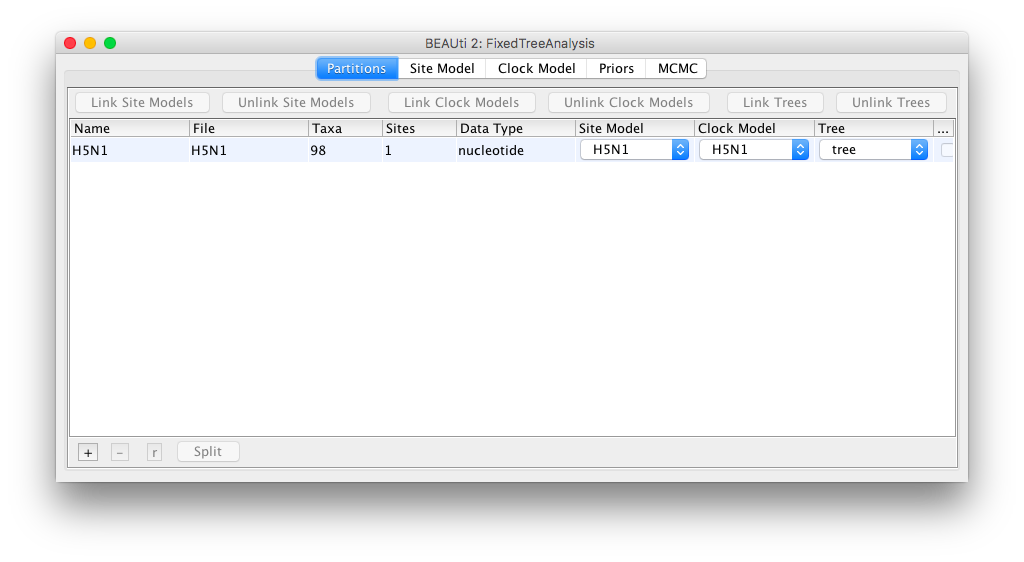 BEAUti 2: FixedTreeAnalysis
Partitions Site Model Clock Model Priors MCMC
Link Site Models Unlink Site Models Link Clock Models Unlink Clock Models Link Trees Unlink Trees
Name File Taxa Sites Data Type Site Model Clock Model Tree ...
H5N1 H5N1 98 1 nucleotide H5N1 H5N1 tree
+ - r Split